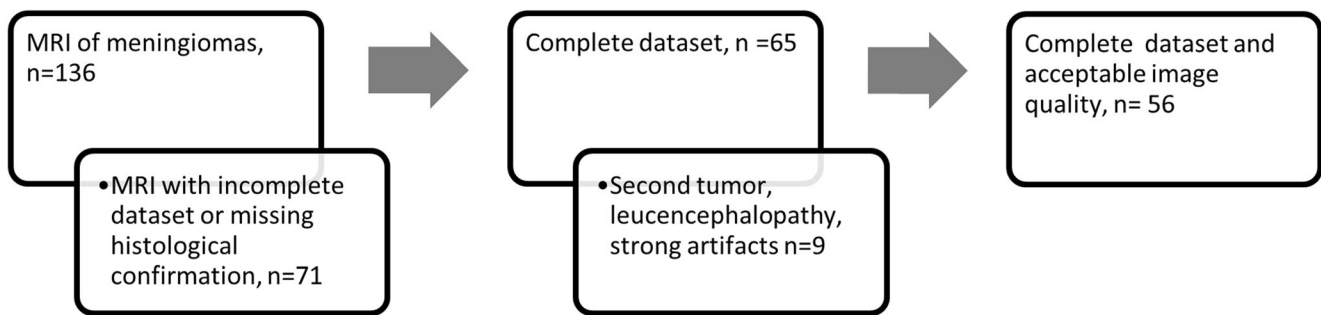 MRI of meningiomas,
n=136
•MRI with incomplete
dataset or missing
histological
confirmation, n=71
Complete dataset, n =65
•Second tumor,
leucencephalopathy,
strong artifacts n=9
Complete dataset and
acceptable image
quality, n= 56